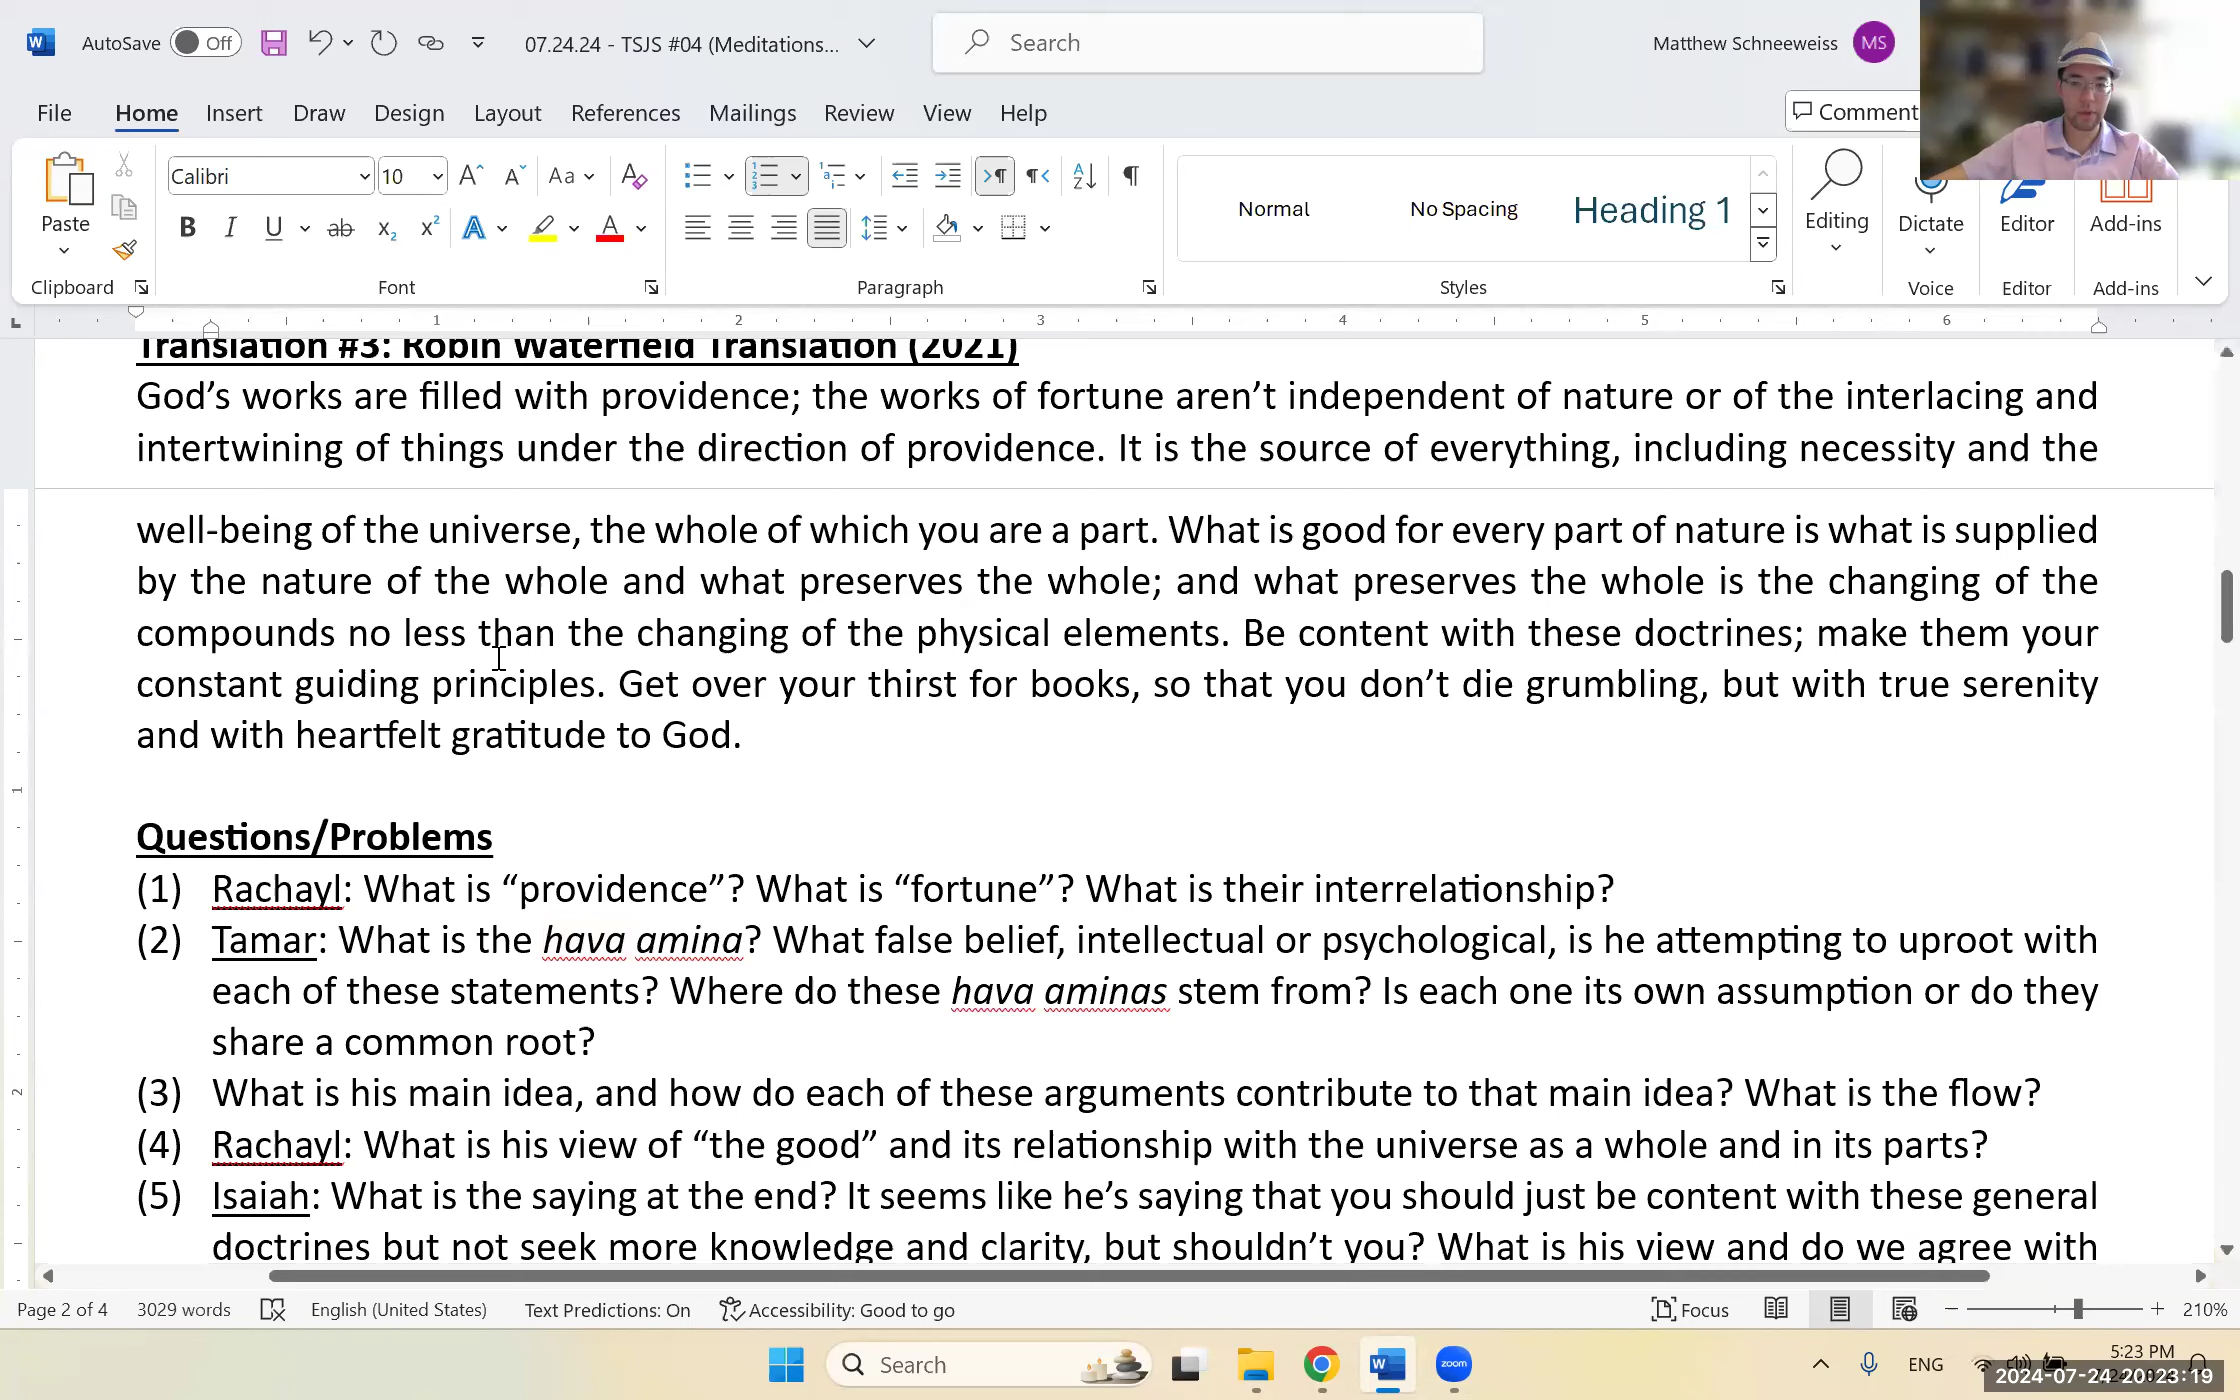 AutoSave Off 07.24.24 - TSJS #04 (Meditations... Search Matthew Schneeweiss MS
File Home Insert Draw Design Layout References Mailings Review View Help Comment
Paste Calibri 10 Normal No Spacing Heading 1 Editing Dictate Editor Add-ins
Clipboard Font Paragraph Styles Voice Editor Add-ins
1 2 3 4 5 6
Translation #3: Robin Waterfield Translation (2021)
God’s works are filled with providence; the works of fortune aren’t independent of nature or of the interlacing and
intertwining of things under the direction of providence. It is the source of everything, including necessity and the
well-being of the universe, the whole of which you are a part. What is good for every part of nature is what is supplied
by the nature of the whole and what preserves the whole; and what preserves the whole is the changing of the
compounds no less than the changing of the physical elements. Be content with these doctrines; make them your
constant guiding principles. Get over your thirst for books, so that you don’t die grumbling, but with true serenity
and with heartfelt gratitude to God.
Questions/Problems
(1) Rachayl: What is “providence”? What is “fortune”? What is their interrelationship?
(2) Tamar: What is the hava amina? What false belief, intellectual or psychological, is he attempting to uproot with
each of these statements? Where do these hava aminas stem from? Is each one its own assumption or do they
share a common root?
(3) What is his main idea, and how do each of these arguments contribute to that main idea? What is the flow?
(4) Rachayl: What is his view of “the good” and its relationship with the universe as a whole and in its parts?
(5) Isaiah: What is the saying at the end? It seems like he’s saying that you should just be content with these general
doctrines but not seek more knowledge and clarity, but shouldn’t you? What is his view and do we agree with
Page 2 of 4 3029 words English (United States) Text Predictions: On Accessibility: Good to go Focus 210%
Search zoom ENG 5:23 PM
2024-07-24 20:23:19